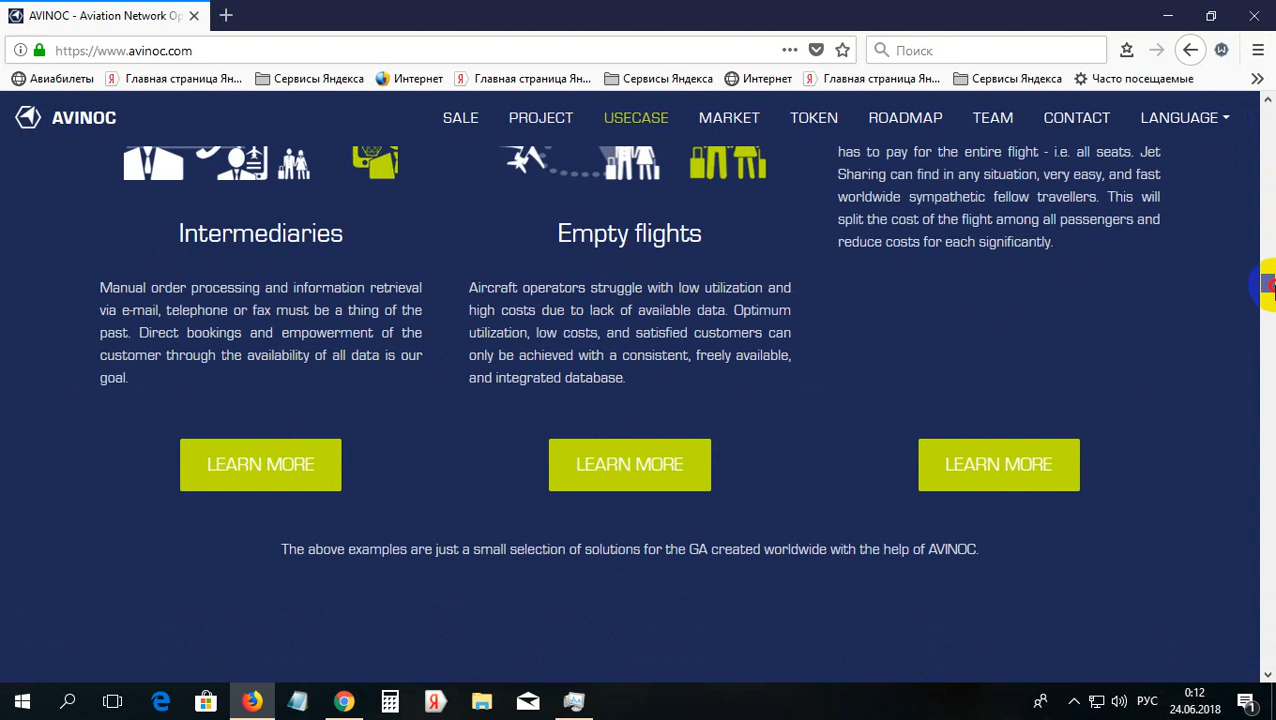 AVINOC - Aviation Network Op
https://www.avinoc.com
Поиск
Авиабилеты
Главная страница Ян...
Сервисы Яндекса
Интернет
Главная страница Ян...
Сервисы Яндекса
Интернет
Главная страница Ян...
Сервисы Яндекса
Часто посещаемые
AVINOC
SALE
PROJECT
USECASE
MARKET
TOKEN
ROADMAP
TEAM
CONTACT
LANGUAGE
Intermediaries
Manual order processing and information retrieval
via e-mail, telephone or fax must be a thing of the
past. Direct bookings and empowerment of the
customer through the availability of all data is our
goal.
LEARN MORE
Empty flights
Aircraft operators struggle with low utilization and
high costs due to lack of available data. Optimum
utilization, low costs, and satisfied customers can
only be achieved with a consistent, freely available,
and integrated database.
LEARN MORE
has to pay for the entire flight - i.e. all seats. Jet
Sharing can find in any situation, very easy, and fast
worldwide sympathetic fellow travellers. This will
split the cost of the flight among all passengers and
reduce costs for each significantly.
LEARN MORE
The above examples are just a small selection of solutions for the GA created worldwide with the help of AVINOC.
РУС
0:12
24.06.2018
1